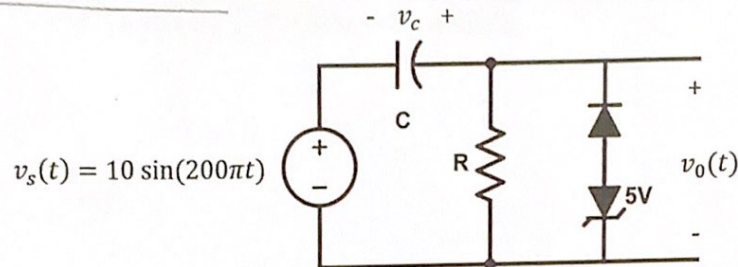 - v_c +
C
+
-
v_s(t) = 10 sin(200πt)
R
5V
+
v_0(t)
-